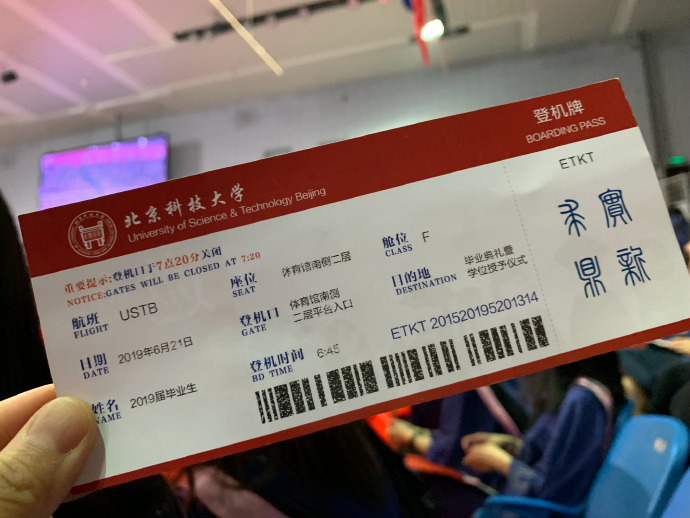 登机牌
BOARDING PASS
北京科技大学
University of Science & Technology Beijing
重要提示:登机口于7点20分关闭
NOTICE:GATES WILL BE CLOSED AT 7:20
航班 USTB
FLIGHT
座位 体育馆南侧二层
SEAT
舱位 F
CLASS
日期 2019年6月21日
DATE
登机口 体育馆南侧
GATE 二层平台入口
目的地 毕业典礼暨
DESTINATION 学位授予仪式
姓名 2019届毕业生
NAME
登机时间 6:45
BD TIME
ETKT 201520195201314
ETKT
求實
鼎新